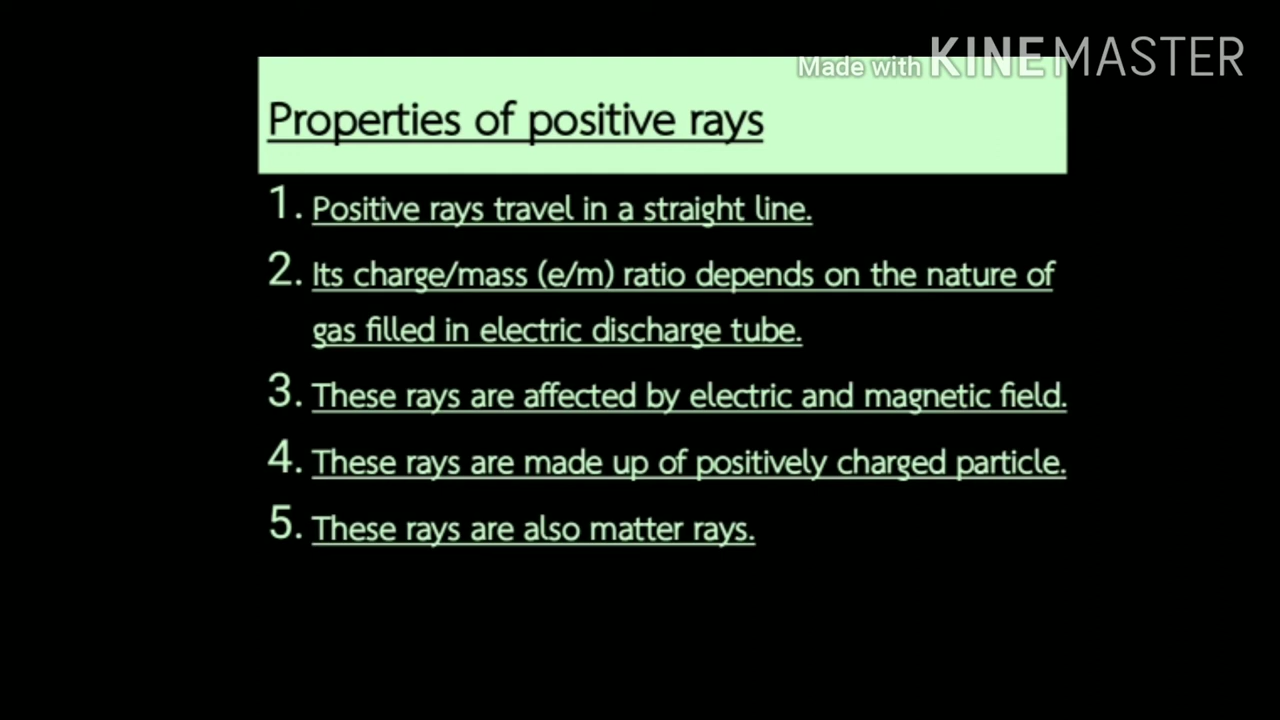 Made with KINEMASTER
Properties of positive rays
1. Positive rays travel in a straight line.
2. Its charge/mass (e/m) ratio depends on the nature of
gas filled in electric discharge tube.
3. These rays are affected by electric and magnetic field.
4. These rays are made up of positively charged particle.
5. These rays are also matter rays.